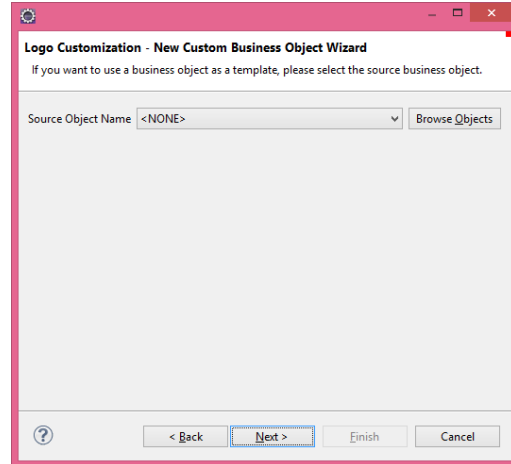 Logo Customization - New Custom Business Object Wizard
If you want to use a business object as a template, please select the source business object.
Source Object Name <NONE> Browse Objects
? < Back Next > Finish Cancel